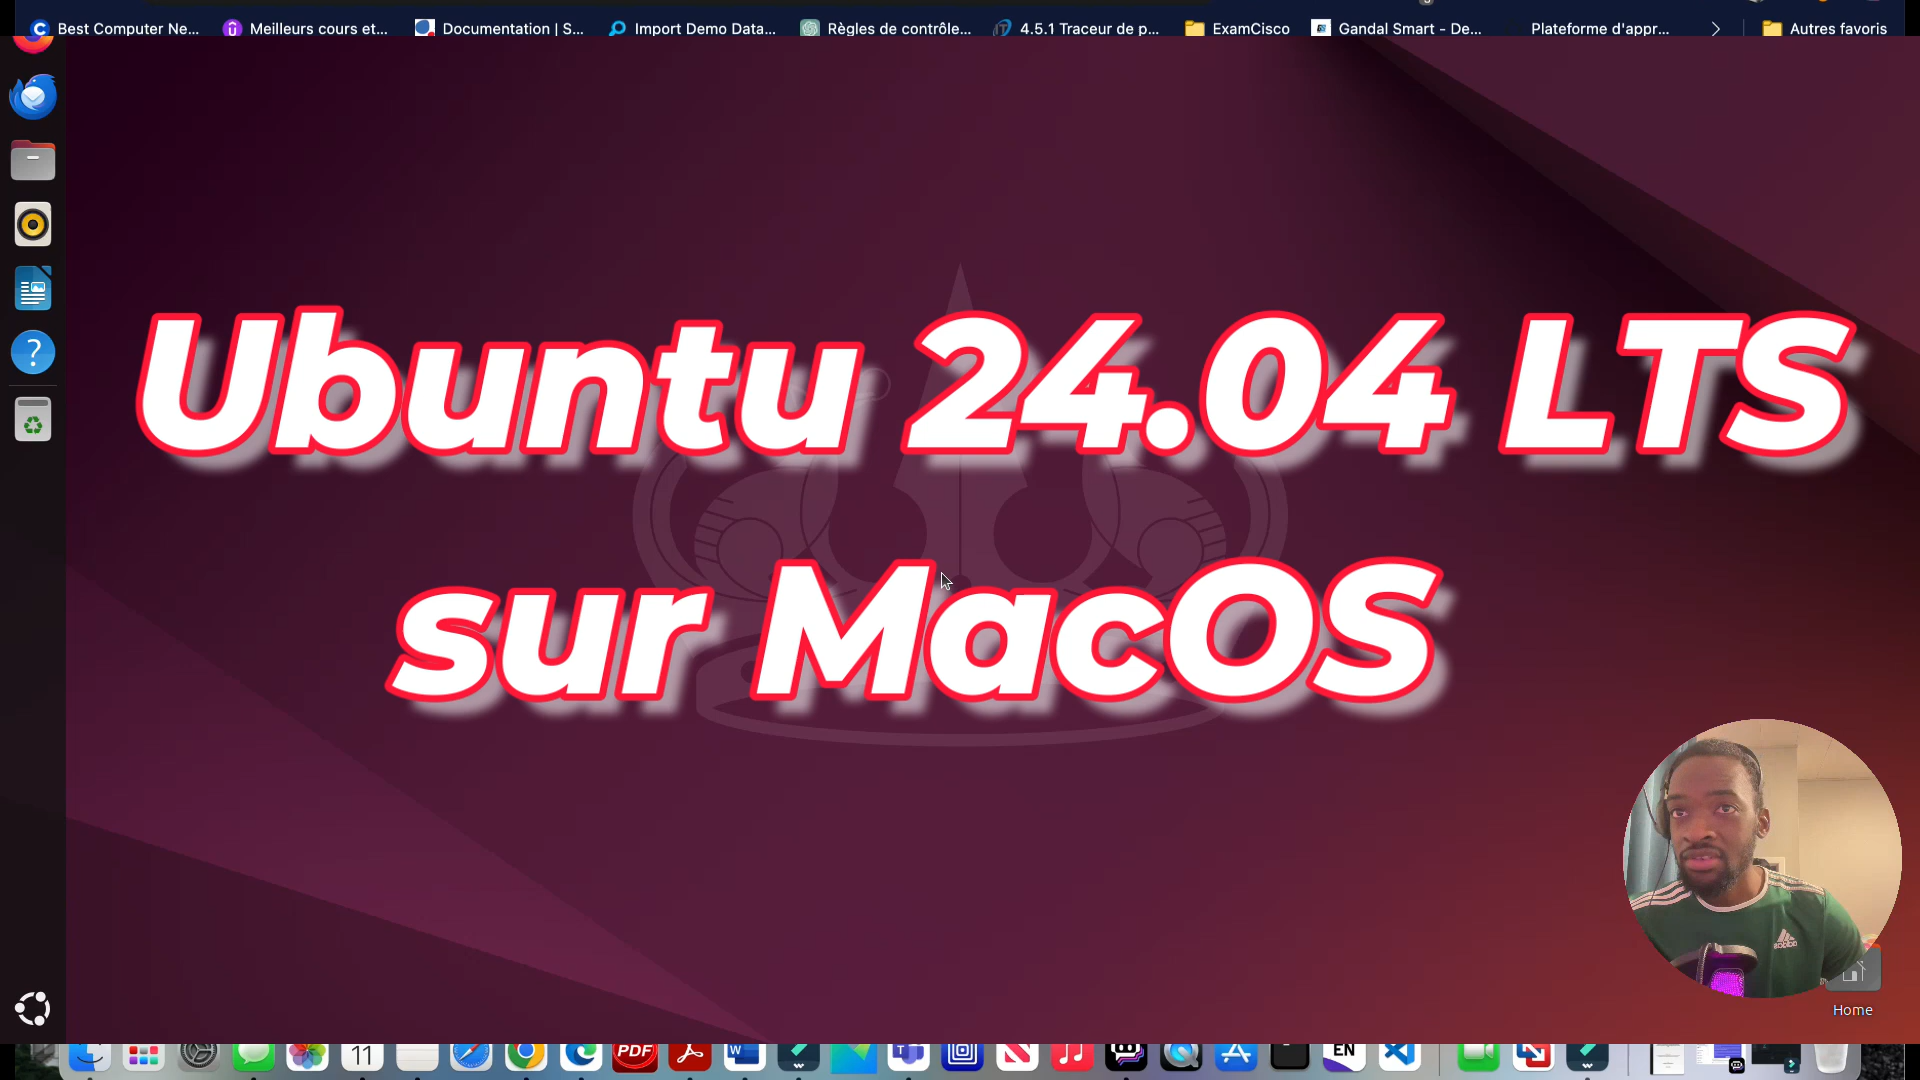 Best Computer Ne... Meilleurs cours et... Documentation | S... Import Demo Data... Règles de contrôle... 4.5.1 Traceur de p... ExamCisco Gandal Smart - De... Plateforme d'appr... Autres favoris
Ubuntu 24.04 LTS
sur MacOS
adidas
Home
11 PDF W T EN